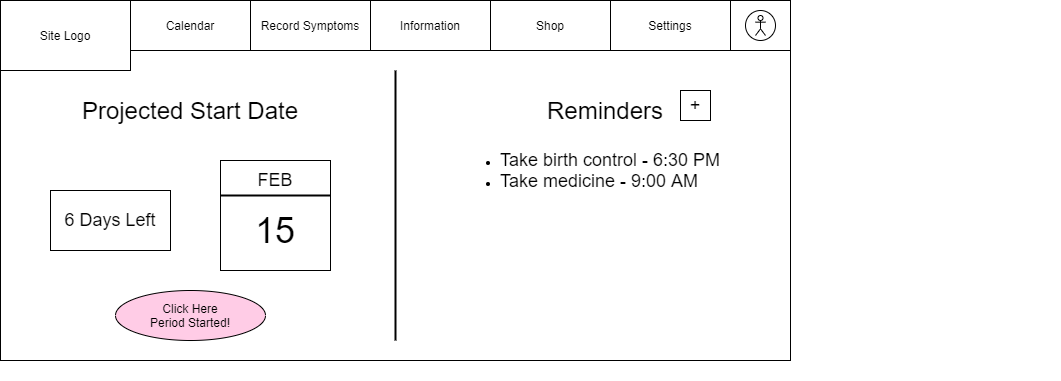 Site Logo
Calendar
Record Symptoms
Information
Shop
Settings
Projected Start Date
6 Days Left
FEB
15
Click Here
Period Started!
Reminders
+
• Take birth control - 6:30 PM
• Take medicine - 9:00 AM